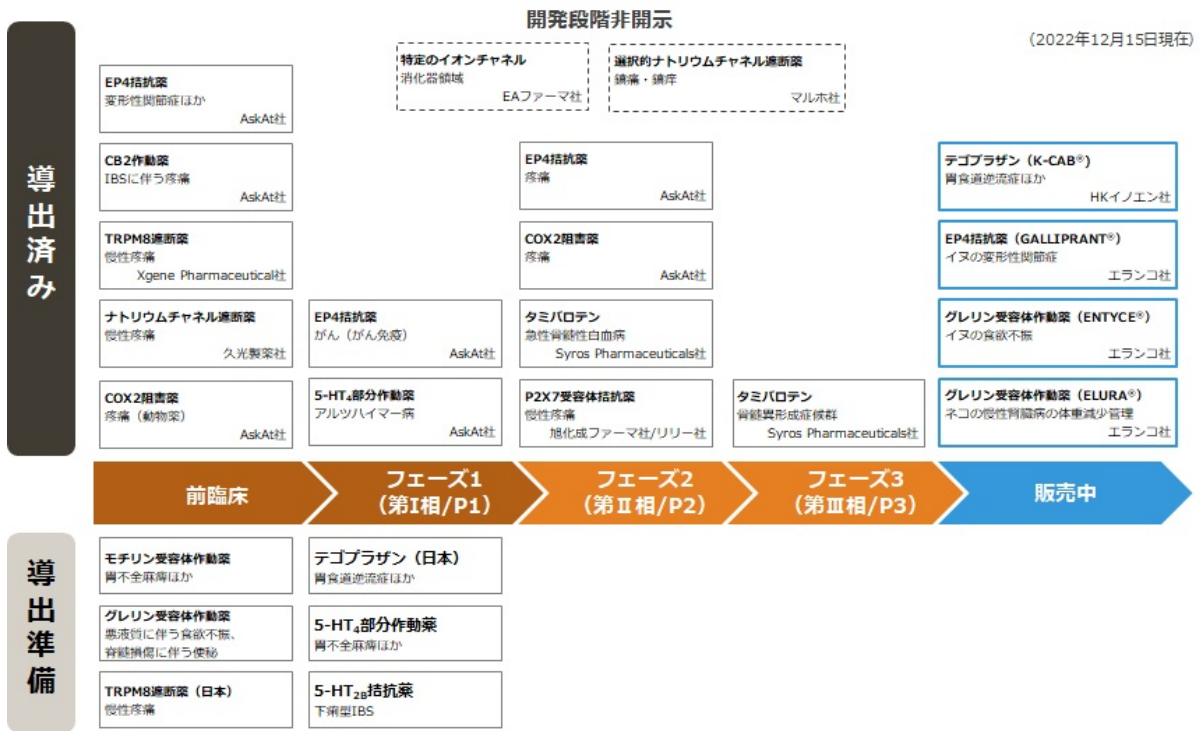 開発段階非開示
(2022年12月15日現在)
導出済み
特定のイオンチャネル
消化器領域
EAファーマ社
選択的ナトリウムチャネル遮断薬
鎮痛・鎮痒
マルホ社
EP4拮抗薬
変形性関節症ほか
AskAt社
CB2作動薬
IBSに伴う疼痛
AskAt社
EP4拮抗薬
疼痛
AskAt社
テゴプラザン（K-CAB®）
胃食道逆流症ほか
HKイノエン社
TRPM8遮断薬
慢性疼痛
Xgene Pharmaceutical社
COX2阻害薬
疼痛
AskAt社
EP4拮抗薬（GALLIPRANT®）
イヌの変形性関節症
エランコ社
ナトリウムチャネル遮断薬
慢性疼痛
久光製薬社
EP4拮抗薬
がん（がん免疫）
AskAt社
タミバロテン
急性骨髄性白血病
Syros Pharmaceuticals社
グレリン受容体作動薬（ENTYCE®）
イヌの食欲不振
エランコ社
COX2阻害薬
疼痛（動物薬）
AskAt社
5-HT₄部分作動薬
アルツハイマー病
AskAt社
P2X7受容体拮抗薬
慢性疼痛
旭化成ファーマ社/リリー社
タミバロテン
骨髄異形成症候群
Syros Pharmaceuticals社
グレリン受容体作動薬（ELURA®）
ネコの慢性腎臓病の体重減少管理
エランコ社
前臨床
フェーズ1
（第Ⅰ相/P1）
フェーズ2
（第Ⅱ相/P2）
フェーズ3
（第Ⅲ相/P3）
販売中
導出準備
モチリン受容体作動薬
胃不全麻痺ほか
テゴプラザン（日本）
胃食道逆流症ほか
グレリン受容体作動薬
悪液質に伴う食欲不振、
脊髄損傷に伴う便秘
5-HT₄部分作動薬
胃不全麻痺ほか
TRPM8遮断薬（日本）
慢性疼痛
5-HT₂B拮抗薬
下痢型IBS